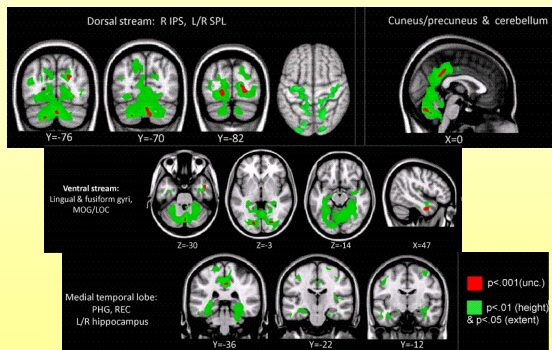 Dorsal stream: R IPS, L/R SPL
Cuneus/precuneus & cerebellum
Y=-76
Y=-70
Y=-82
X=0
Ventral stream:
Lingual & fusiform gyri,
MOG/LOC
Z=-30
Z=-3
Z=-14
X=47
Medial temporal lobe:
PHG, REC
L/R hippocampus
Y=-36
Y=-22
Y=-12
p<.001(unc.)
p<.01 (height)
& p<.05 (extent)